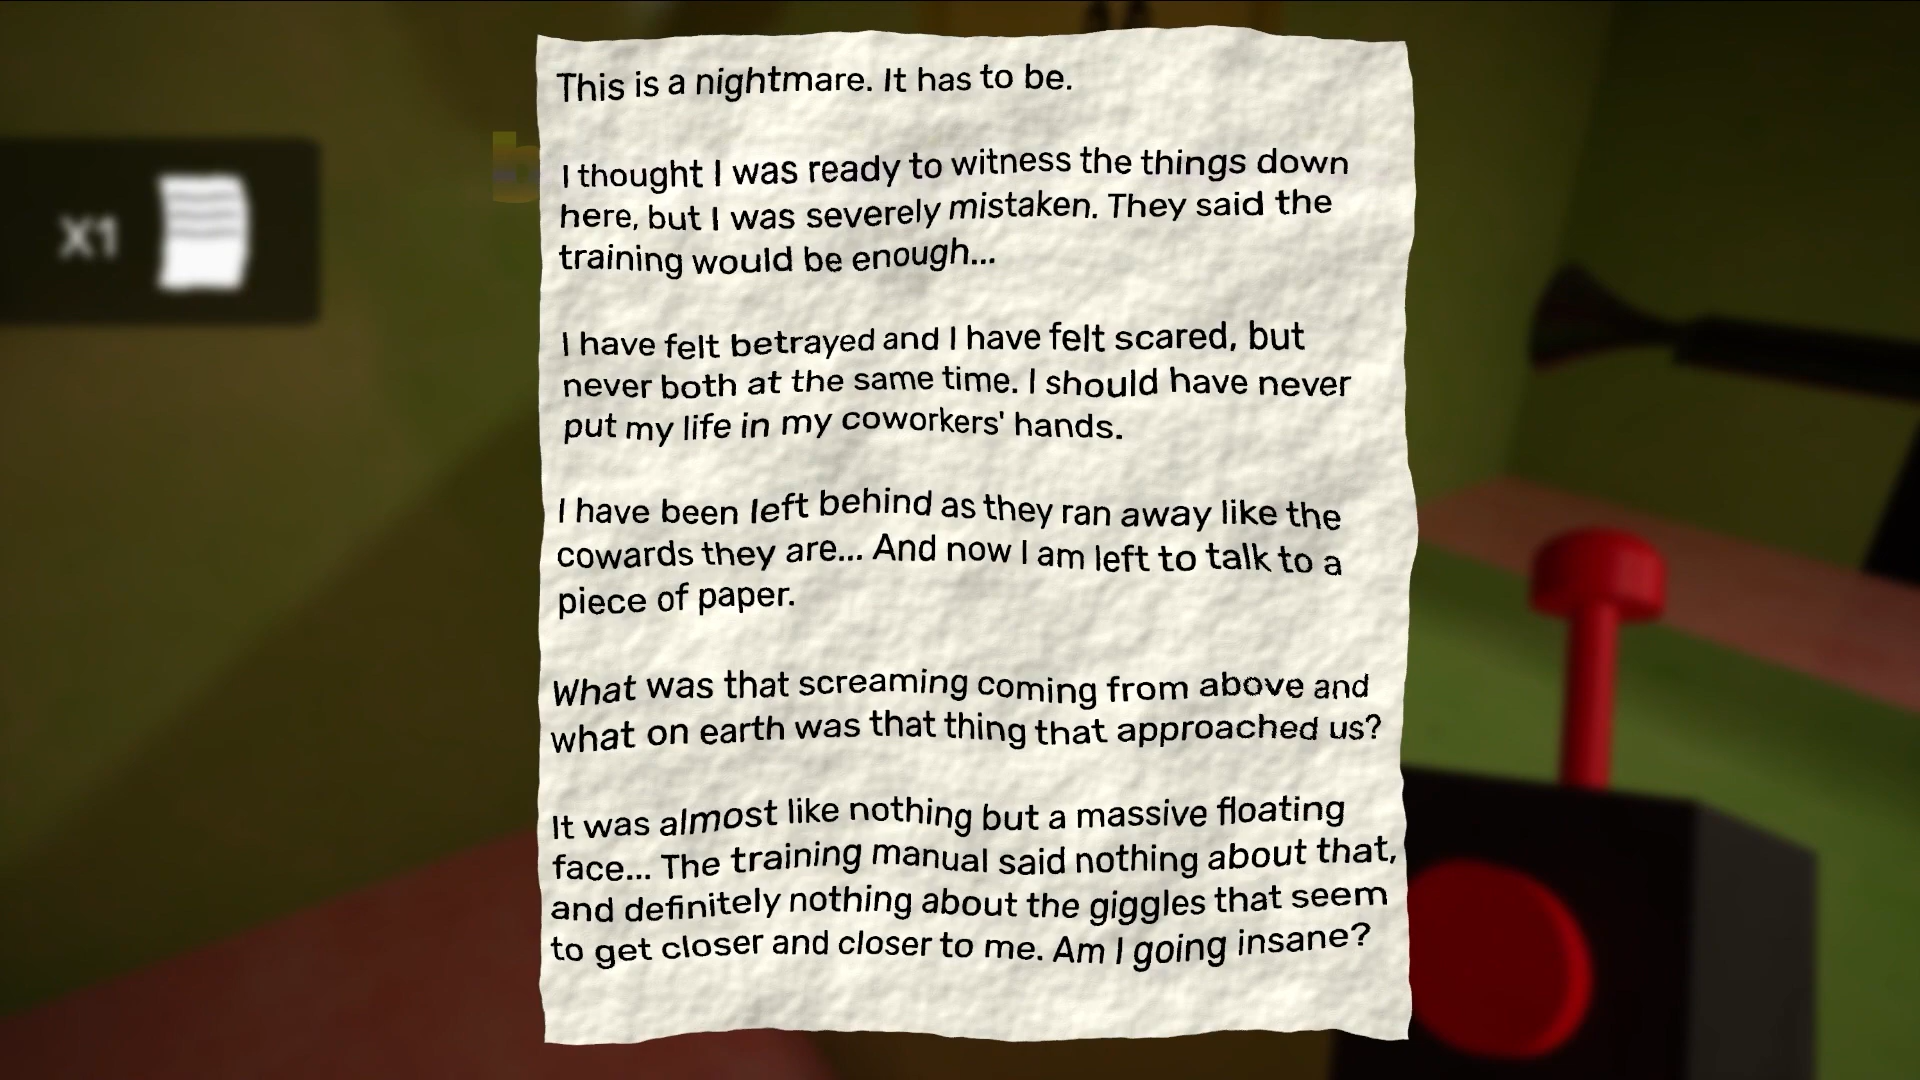 X1
This is a nightmare. It has to be.
I thought I was ready to witness the things down
here, but I was severely mistaken. They said the
training would be enough...
I have felt betrayed and I have felt scared, but
never both at the same time. I should have never
put my life in my coworkers' hands.
I have been left behind as they ran away like the
cowards they are... And now I am left to talk to a
piece of paper.
What was that screaming coming from above and
what on earth was that thing that approached us?
It was almost like nothing but a massive floating
face... The training manual said nothing about that,
and definitely nothing about the giggles that seem
to get closer and closer to me. Am I going insane?